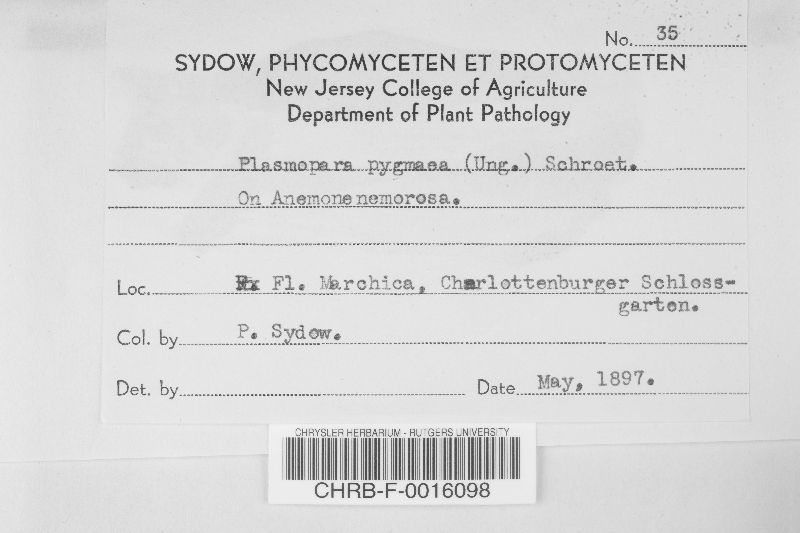 No. 35
SYDOW, PHYCOMYCETEN ET PROTOMYCETEN
New Jersey College of Agriculture
Department of Plant Pathology
Plasmopara pygmaea (Ung.) Schroet.
On Anemone nemorosa.
Loc. Fl. Marchica, Charlottenburger Schloss-
garten.
Col. by P. Sydow.
Det. by Date May, 1897.
CHRYSLER HERBARIUM - RUTGERS UNIVERSITY
CHRB-F-0016098